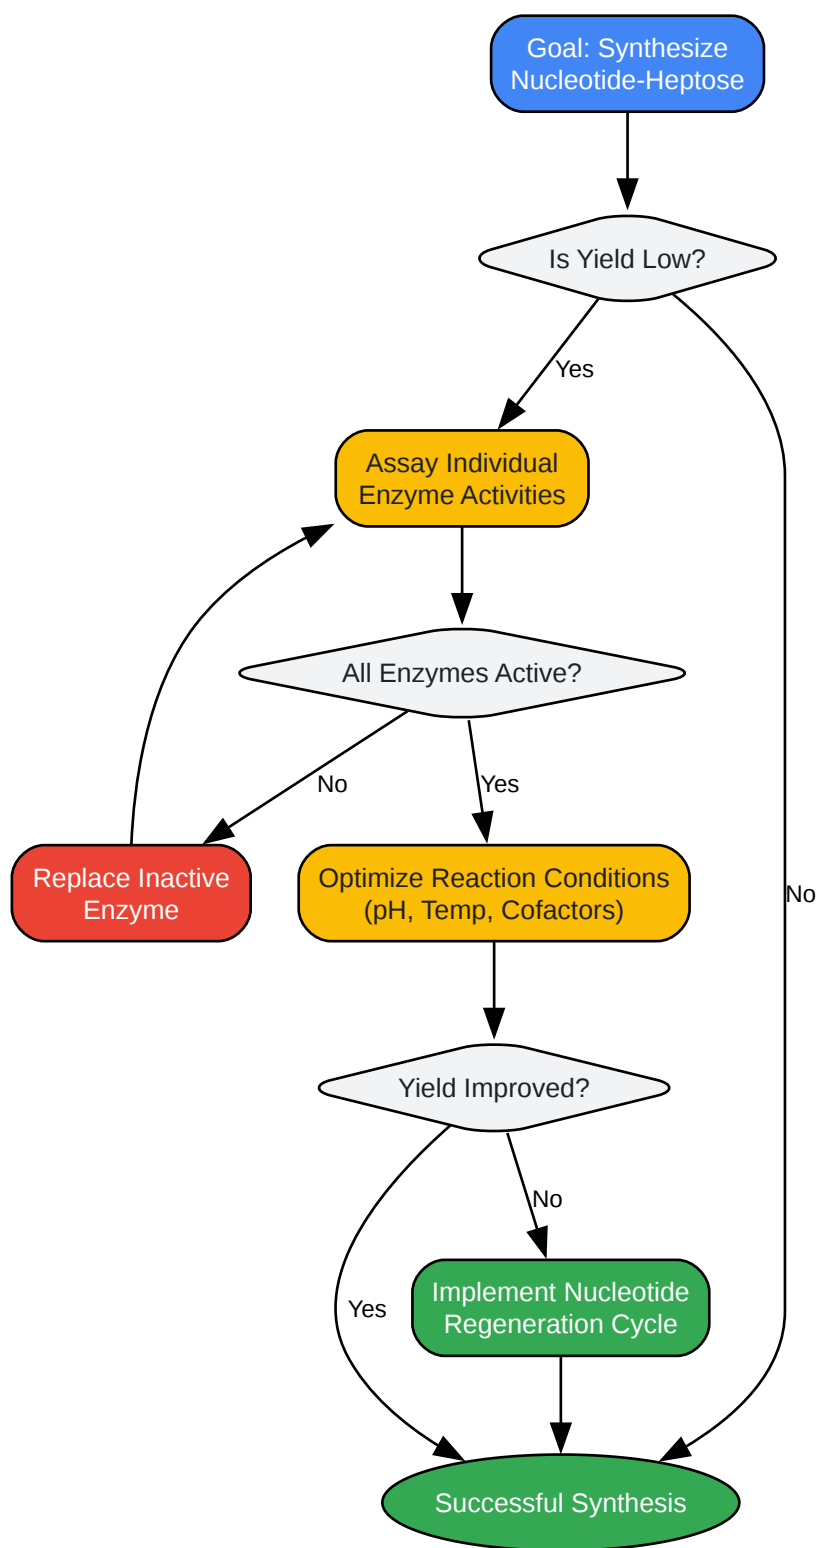 Goal: Synthesize
Nucleotide-Heptose
Is Yield Low?
Yes
Assay Individual
Enzyme Activities
All Enzymes Active?
No
Yes
Replace Inactive
Enzyme
Optimize Reaction Conditions
(pH, Temp, Cofactors)
No
Yield Improved?
No
Yes
Implement Nucleotide
Regeneration Cycle
Successful Synthesis